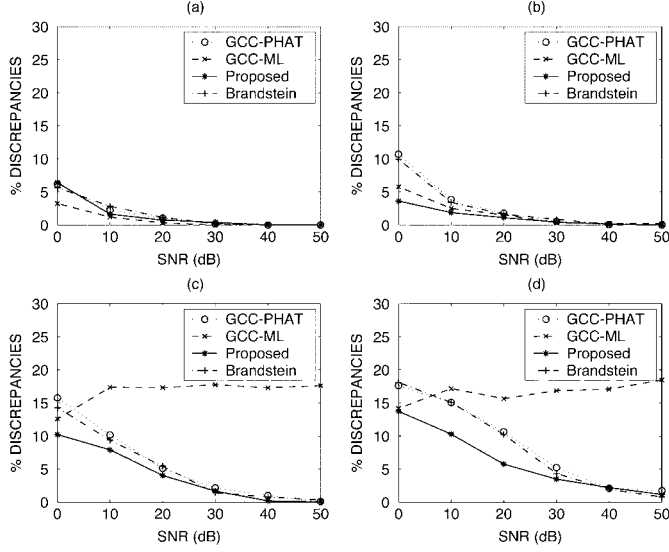 (a)
30
25
20
15
10
5
0
% DISCREPANCIES
GCC-PHAT
GCC-ML
Proposed
Brandstein
0 10 20 30 40 50
SNR (dB)
(b)
30
25
20
15
10
5
0
% DISCREPANCIES
GCC-PHAT
GCC-ML
Proposed
Brandstein
0 10 20 30 40 50
SNR (dB)
(c)
30
25
20
15
10
5
0
% DISCREPANCIES
GCC-PHAT
GCC-ML
Proposed
Brandstein
0 10 20 30 40 50
SNR (dB)
(d)
30
25
20
15
10
5
0
% DISCREPANCIES
GCC-PHAT
GCC-ML
Proposed
Brandstein
0 10 20 30 40 50
SNR (dB)